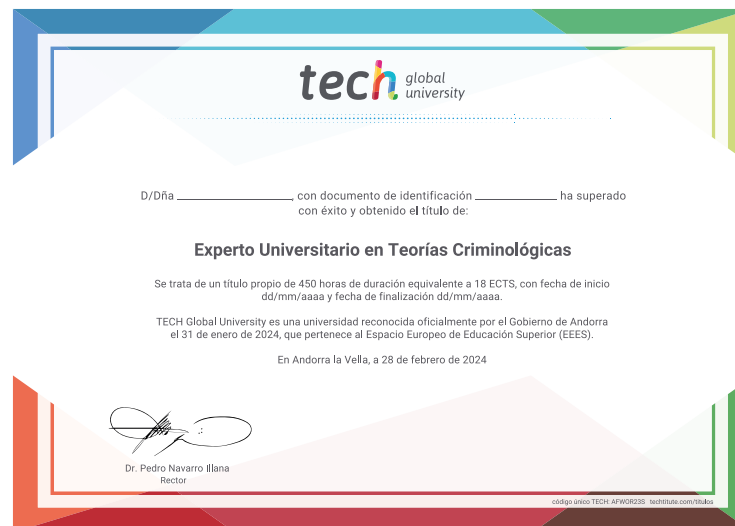 tech global
university
D/Dña ______________, con documento de identificación __________ ha superado
con éxito y obtenido el título de:
Experto Universitario en Teorías Criminológicas
Se trata de un título propio de 450 horas de duración equivalente a 18 ECTS, con fecha de inicio
dd/mm/aaaa y fecha de finalización dd/mm/aaaa.
TECH Global University es una universidad reconocida oficialmente por el Gobierno de Andorra
el 31 de enero de 2024, que pertenece al Espacio Europeo de Educación Superior (EEES).
En Andorra la Vella, a 28 de febrero de 2024
Dr. Pedro Navarro Illana
Rector
código único TECH: AFWOR23S techtitute.com/titulos